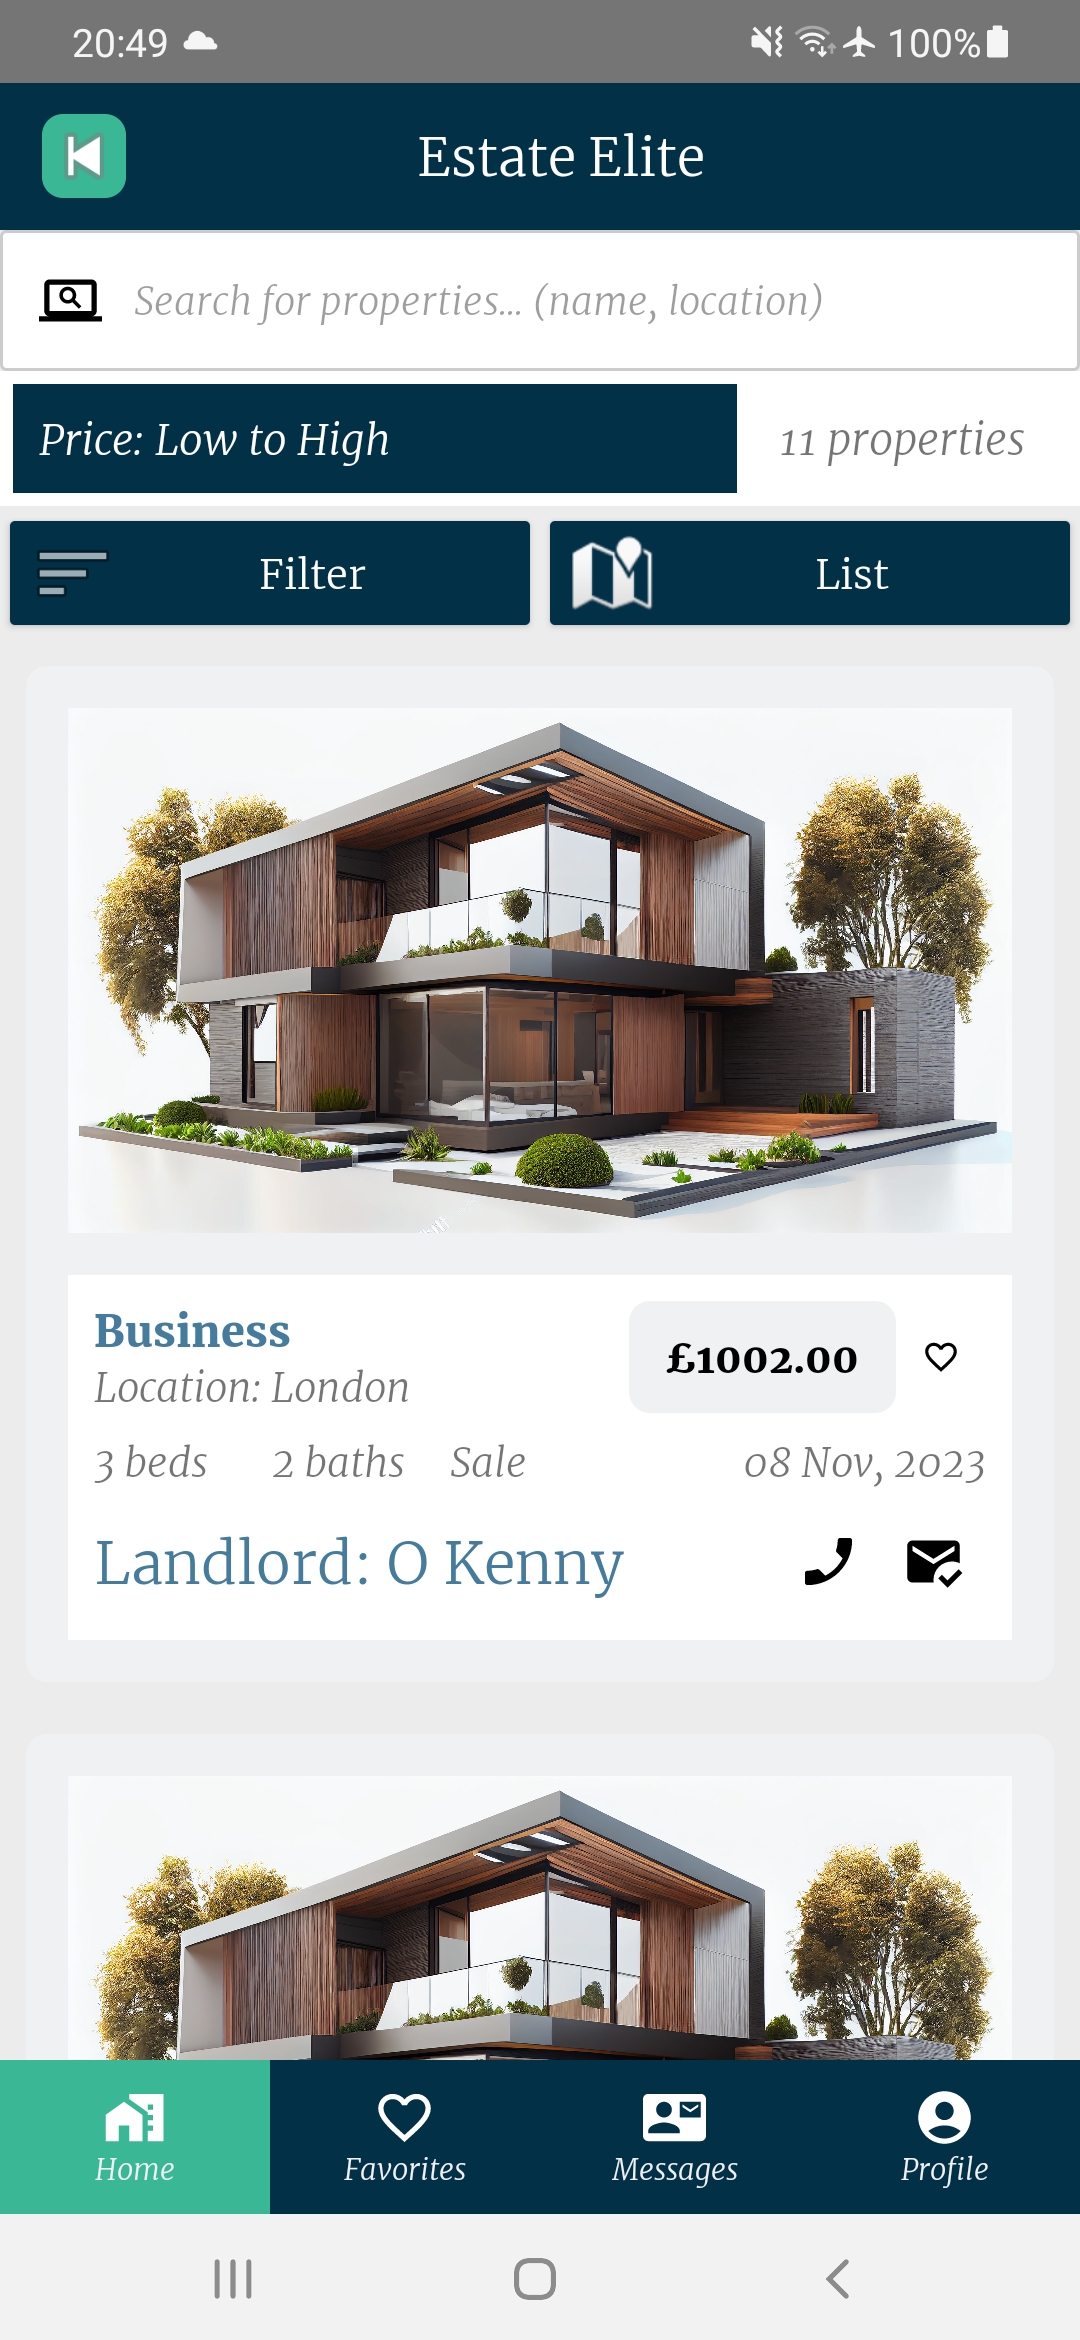 20:49 100%
Estate Elite
Search for properties... (name, location)
Price: Low to High 11 properties
Filter List
Business
£1002.00
Location: London
3 beds 2 baths Sale 08 Nov, 2023
Landlord: O Kenny
Home Favorites Messages Profile